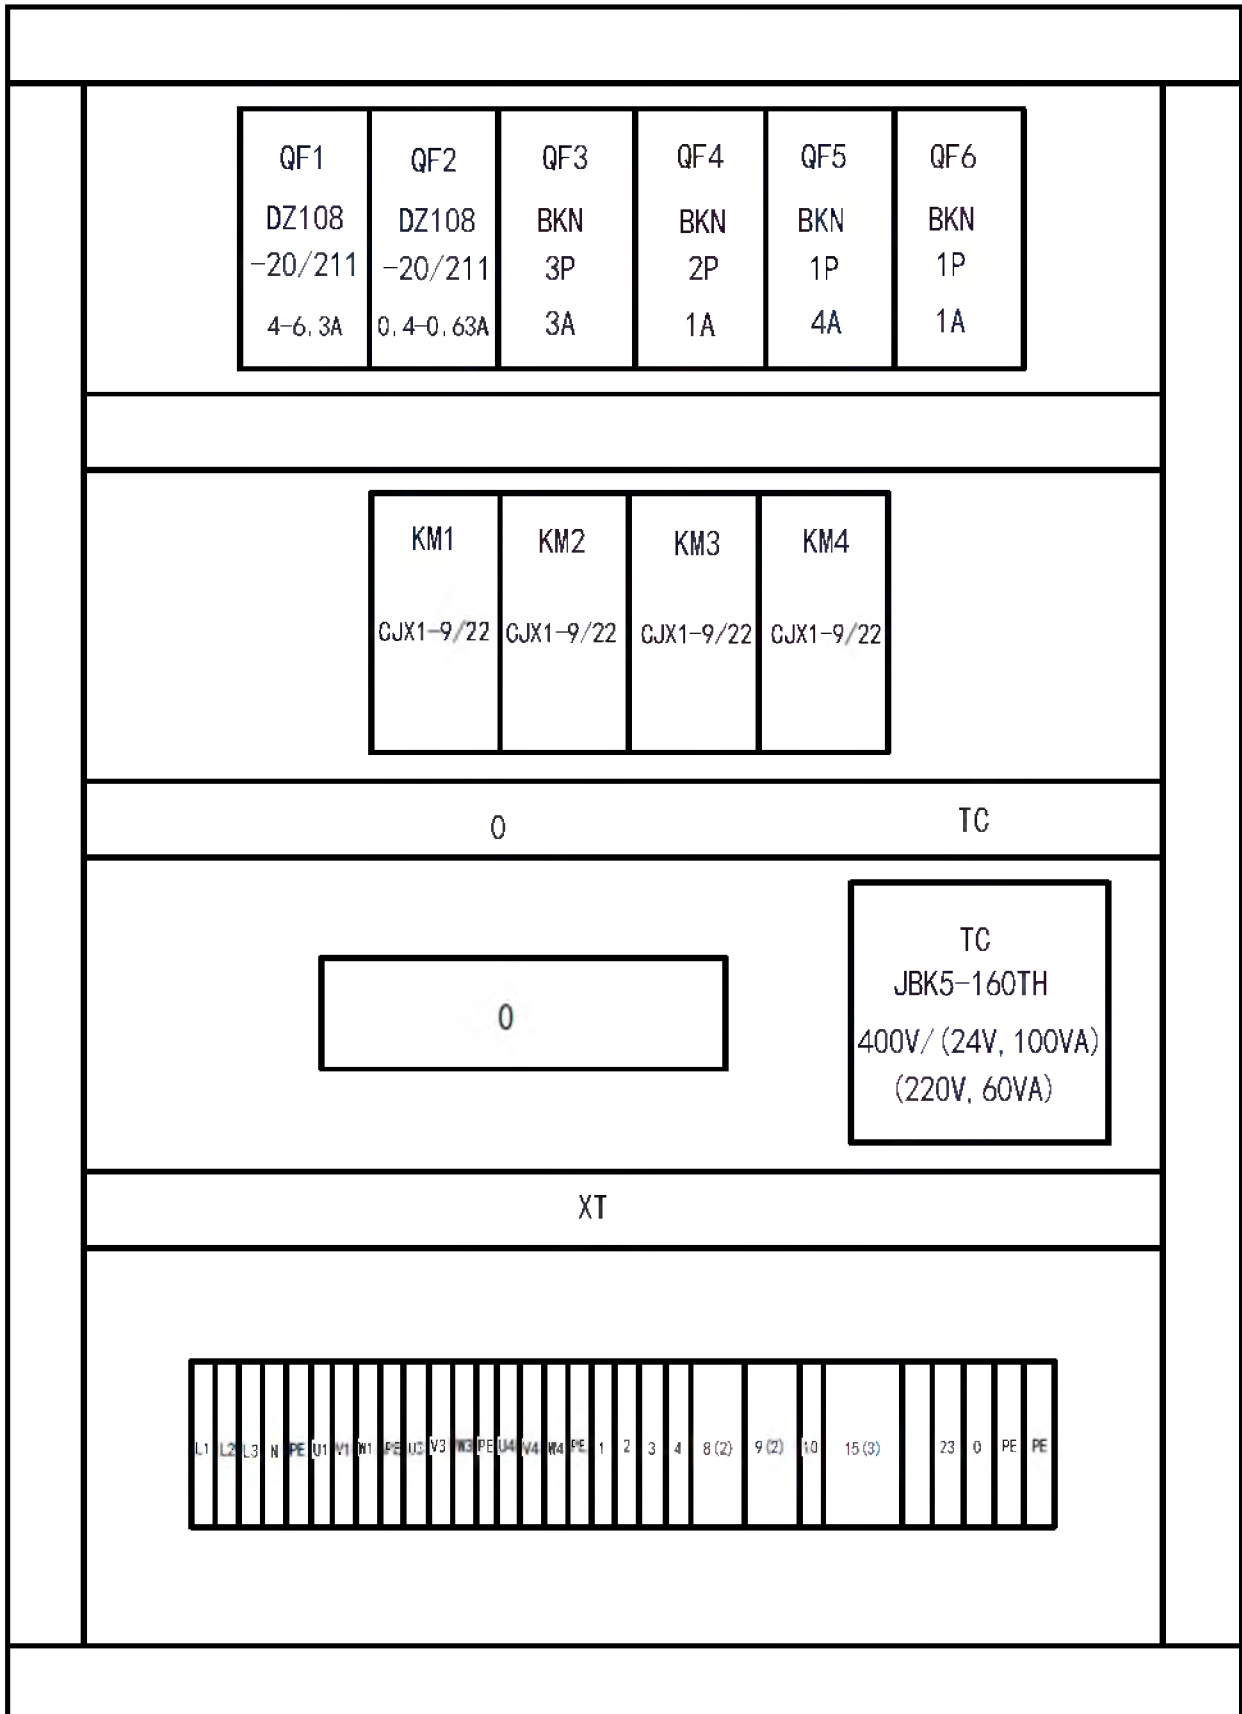 QF1 QF2 QF3 QF4 QF5 QF6
DZ108 DZ108 BKN BKN BKN BKN
-20/211 -20/211 3P 2P 1P 1P
4-6.3A 0.4-0.63A 3A 1A 4A 1A
KM1 KM2 KM3 KM4
CJX1-9/22 CJX1-9/22 CJX1-9/22 CJX1-9/22
0 TC
TC
JBK5-160TH
0
400V/(24V,100VA)
(220V,60VA)
XT
L1 L2 L3 N PE U1 V1 W1 PE V3 W3 PE U4 V4 W4 PE 1 2 3 4 8(2) 9(2) 10 15(3) 23 0 PE PE